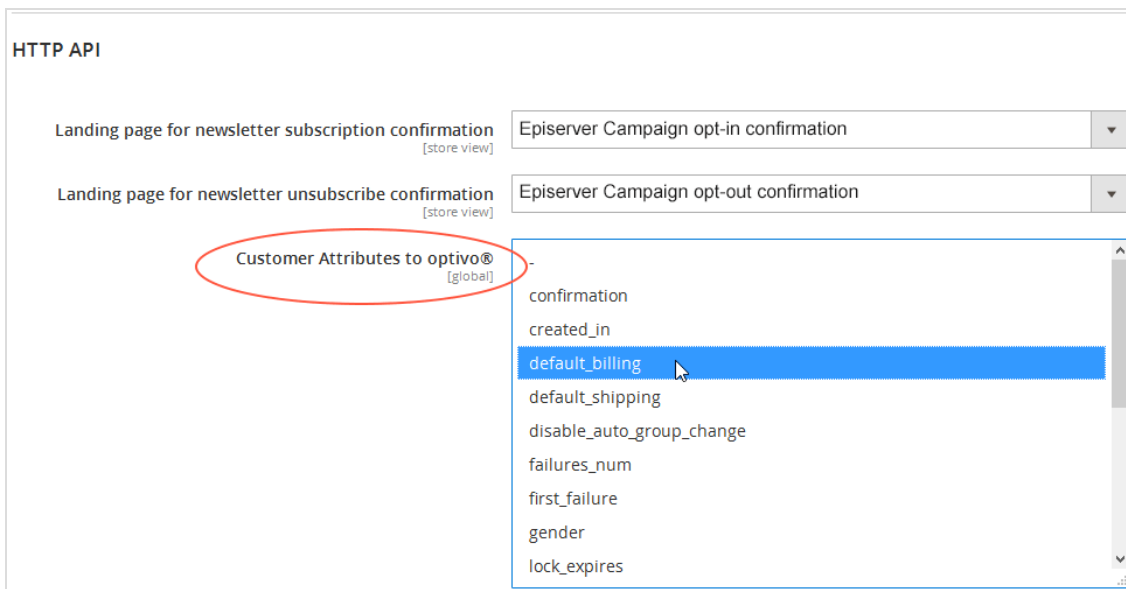 HTTP API
Landing page for newsletter subscription confirmation
[store view]
Episerver Campaign opt-in confirmation
Landing page for newsletter unsubscribe confirmation
[store view]
Episerver Campaign opt-out confirmation
Customer Attributes to optivo®
[global]
-
confirmation
created_in
default_billing
default_shipping
disable_auto_group_change
failures_num
first_failure
gender
lock_expires